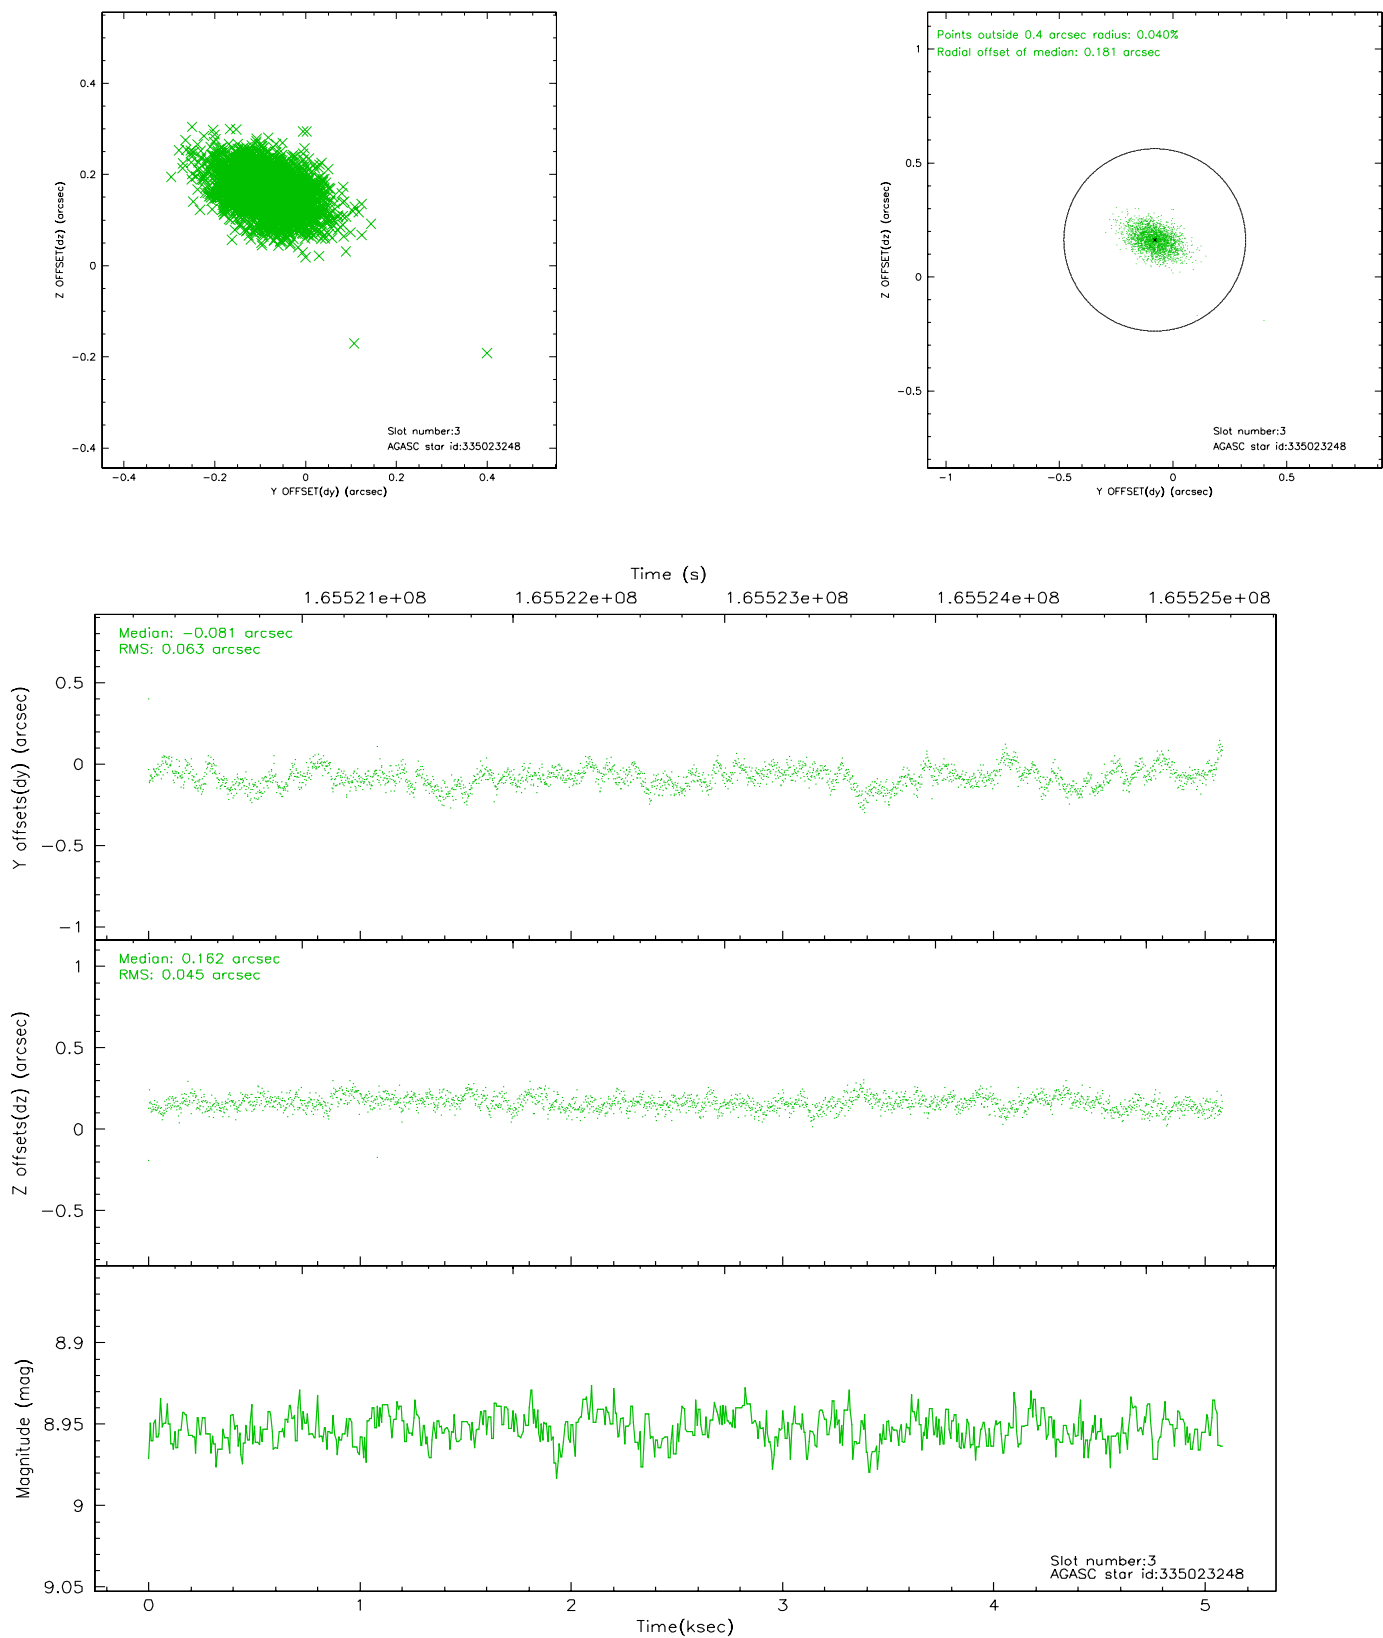 0.4
0.2
0
−0.2
−0.4
Z OFFSET(dz) (arcsec)
Slot number:3
AGASC star id:335023248
−0.4 −0.2 0 0.2 0.4
Y OFFSET(dy) (arcsec)
Points outside 0.4 arcsec radius: 0.040%
Radial offset of median: 0.181 arcsec
1
0.5
0
−0.5
Z OFFSET(dz) (arcsec)
Slot number:3
AGASC star id:335023248
−1 −0.5 0 0.5
Y OFFSET(dy) (arcsec)
Time (s)
1.65521e+08 1.65522e+08 1.65523e+08 1.65524e+08 1.65525e+08
Median: −0.081 arcsec
RMS: 0.063 arcsec
0.5
0
−0.5
−1
Y offsets(dy) (arcsec)
Median: 0.162 arcsec
RMS: 0.045 arcsec
1
0.5
0
−0.5
Z offsets(dz) (arcsec)
8.9
8.95
9
9.05
Magnitude (mag)
Slot number:3
AGASC star id:335023248
0 1 2 3 4 5
Time(ksec)